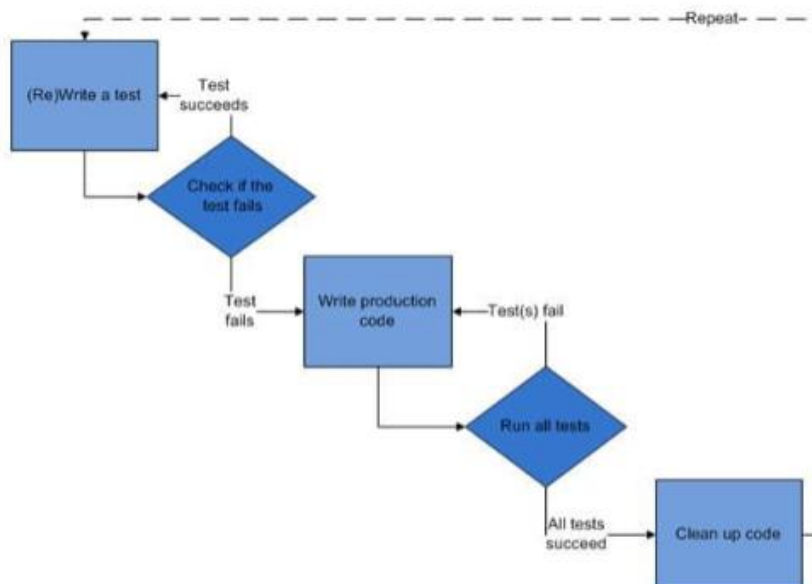 Repeat
(Re)Write a test
Test
succeeds
Check if the
test fails
Test
fails
Write production
code
Test(s) fail
Run all tests
All tests
succeed
Clean up code